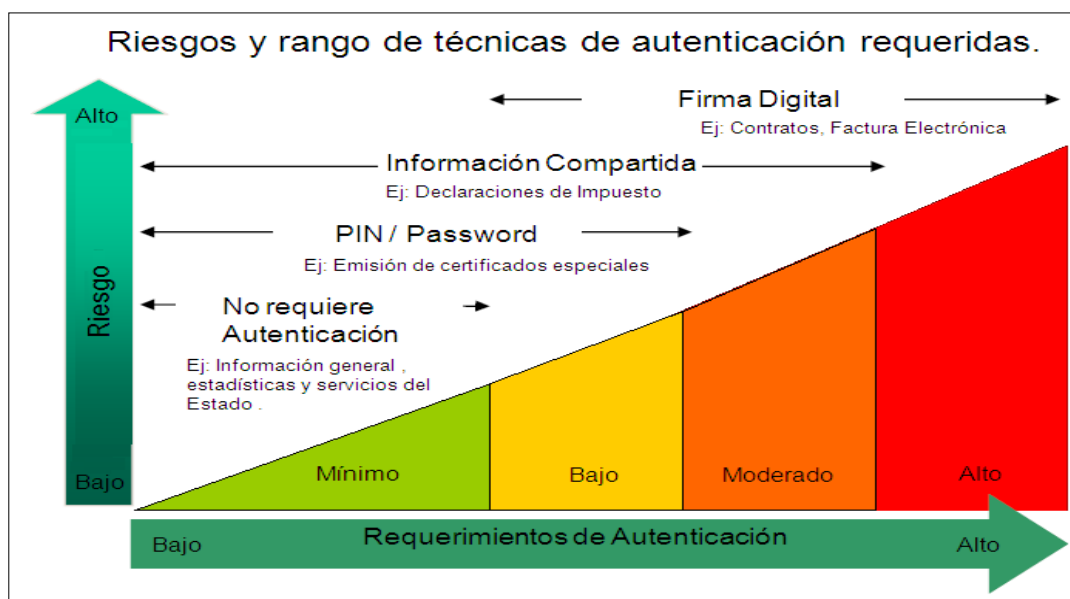 Riesgos y rango de técnicas de autenticación requeridas.
Alto
Firma Digital
Ej: Contratos, Factura Electrónica
Información Compartida
Ej: Declaraciones de Impuesto
PIN / Password
Ej: Emisión de certificados especiales
Riesgo
No requiere
Autenticación
Ej: Información general ,
estadísticas y servicios del
Estado .
Bajo
Mínimo
Bajo
Moderado
Alto
Bajo
Requerimientos de Autenticación
Alto